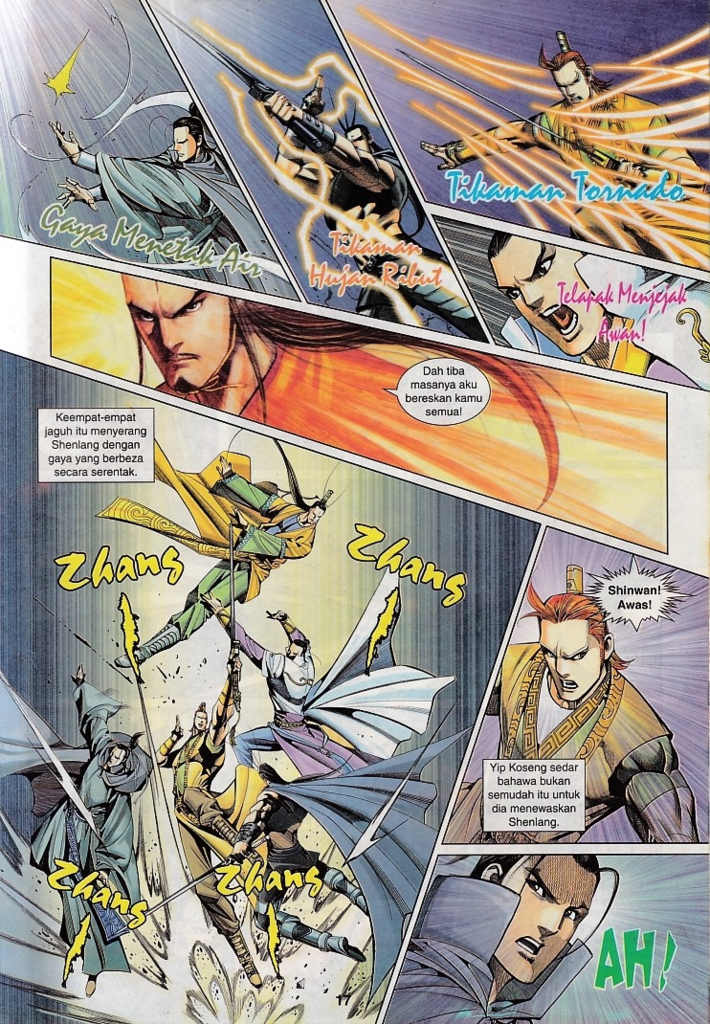 Gaya Menetak Air
Tikaman
Hujan Ribut
Tikaman Tornado
Telapak Menjejak
Awan!
Dah tiba
masanya aku
bereskan kamu
semua!
Keempat-empat
jaguh itu menyerang
Shenlang dengan
gaya yang berbeza
secara serentak.
Zhang
Zhang
Zhang
Zhang
Shinwan!
Awas!
Yip Koseng sedar
bahawa bukan
semudah itu untuk
dia menewaskan
Shenlang.
AH!